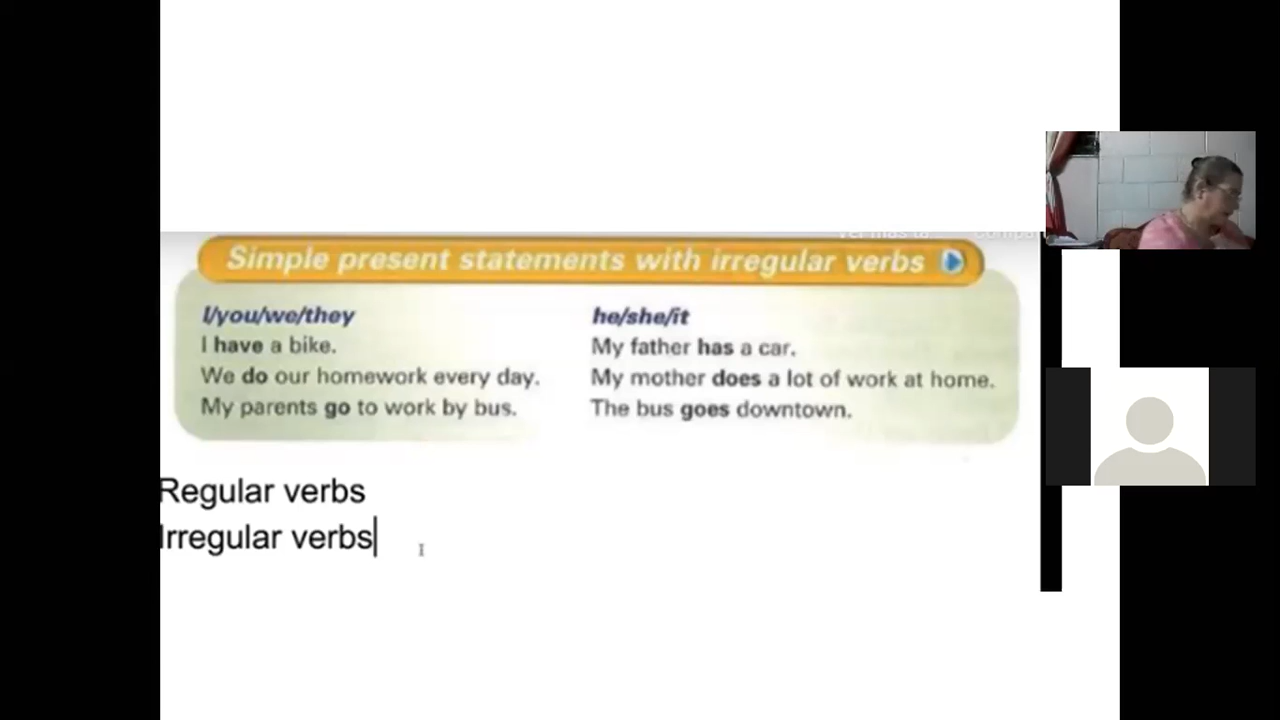 Simple present statements with irregular verbs
I/you/we/they
I have a bike.
We do our homework every day.
My parents go to work by bus.
he/she/it
My father has a car.
My mother does a lot of work at home.
The bus goes downtown.
Regular verbs
Irregular verbs